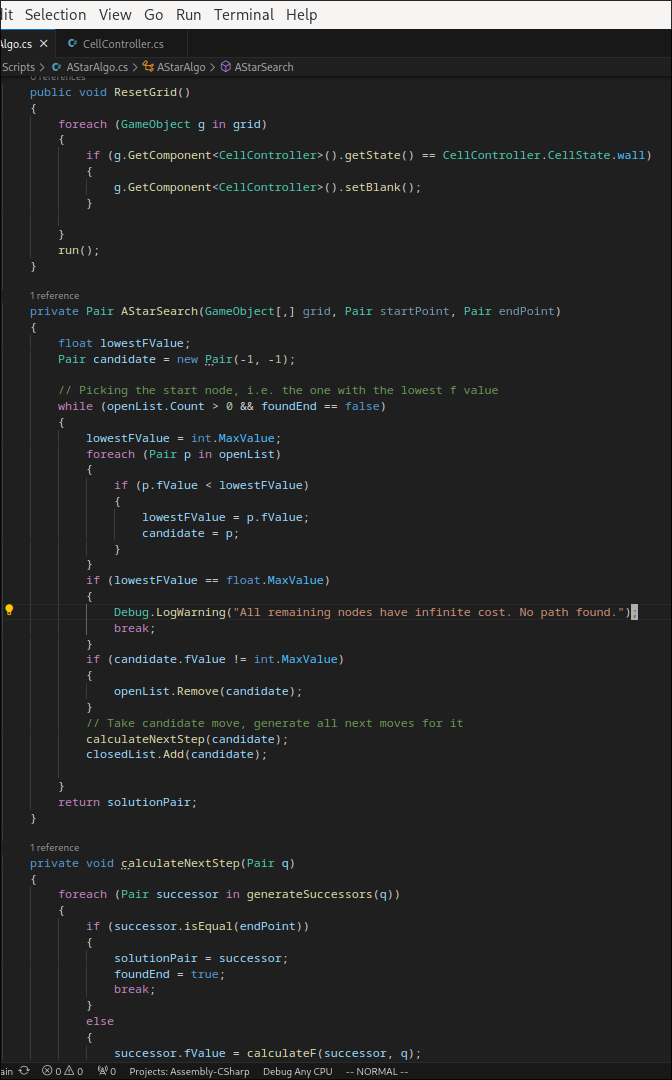 it Selection View Go Run Terminal Help
Algo.cs × CellController.cs
Scripts > AStarAlgo.cs > AStarAlgo > AStarSearch
0 references
public void ResetGrid()
{
foreach (GameObject g in grid)
{
if (g.GetComponent<CellController>().getState() == CellController.CellState.wall)
{
g.GetComponent<CellController>().setBlank();
}
}
run();
}
1 reference
private Pair AStarSearch(GameObject[,] grid, Pair startPoint, Pair endPoint)
{
float lowestFValue;
Pair candidate = new Pair(-1, -1);
// Picking the start node, i.e. the one with the lowest f value
while (openList.Count > 0 && foundEnd == false)
{
lowestFValue = int.MaxValue;
foreach (Pair p in openList)
{
if (p.fValue < lowestFValue)
{
lowestFValue = p.fValue;
candidate = p;
}
}
if (lowestFValue == float.MaxValue)
{
Debug.LogWarning("All remaining nodes have infinite cost. No path found.");
break;
}
if (candidate.fValue != int.MaxValue)
{
openList.Remove(candidate);
}
// Take candidate move, generate all next moves for it
calculateNextStep(candidate);
closedList.Add(candidate);
}
return solutionPair;
}
1 reference
private void calculateNextStep(Pair q)
{
foreach (Pair successor in generateSuccessors(q))
{
if (successor.isEqual(endPoint))
{
solutionPair = successor;
foundEnd = true;
break;
}
else
{
successor.fValue = calculateF(successor, q);
ain 0 0 0 Projects: Assembly-CSharp Debug Any CPU -- NORMAL --